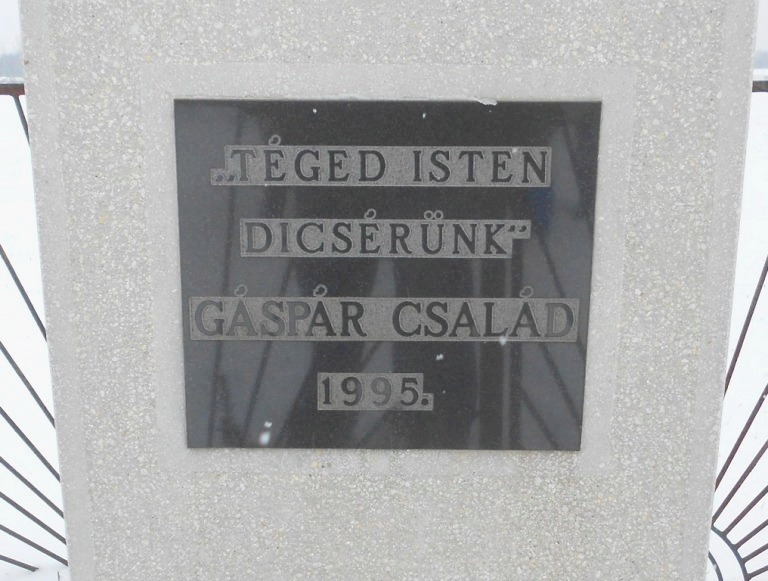 „TÉGED ISTEN
DICSÉRÜNK”
GÁSPÁR CSALÁD
1995.